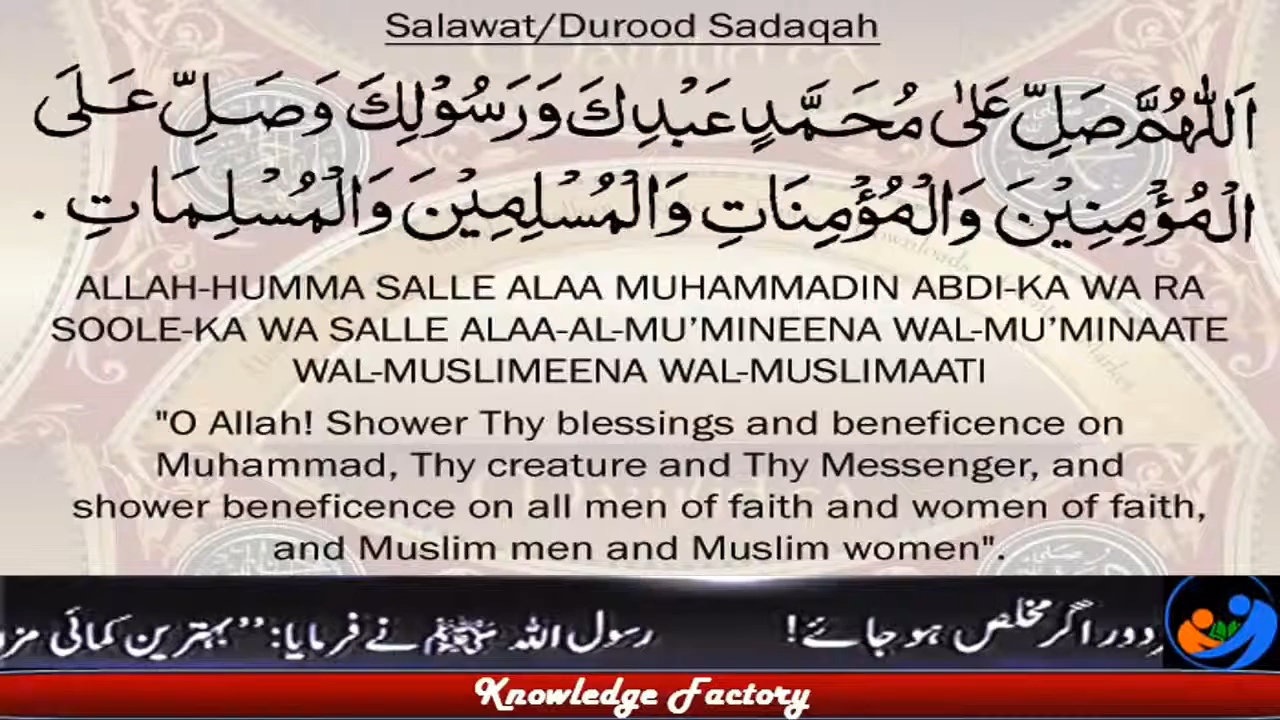 Salawat/Durood Sadaqah
اَللّٰهُمَّ صَلِّ عَلٰى مُحَمَّدٍ عَبْدِكَ وَرَسُوْلِكَ وَصَلِّ عَلَى
الْمُؤْمِنِيْنَ وَالْمُؤْمِنَاتِ وَالْمُسْلِمِيْنَ وَالْمُسْلِمَاتِ .
ALLAH-HUMMA SALLE ALAA MUHAMMADIN ABDI-KA WA RA
SOOLE-KA WA SALLE ALAA-AL-MU’MINEENA WAL-MU’MINAATE
WAL-MUSLIMEENA WAL-MUSLIMAATI
"O Allah! Shower Thy blessings and beneficence on
Muhammad, Thy creature and Thy Messenger, and
shower beneficence on all men of faith and women of faith,
and Muslim men and Muslim women".
اگر مخلص ہو جائے! رسول اللہ ﷺ نے فرمایا: ’’بہترین کمائی
Knowledge Factory